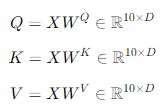 Q = XW^Q ∈ ℝ^{10×D}
K = XW^K ∈ ℝ^{10×D}
V = XW^V ∈ ℝ^{10×D}